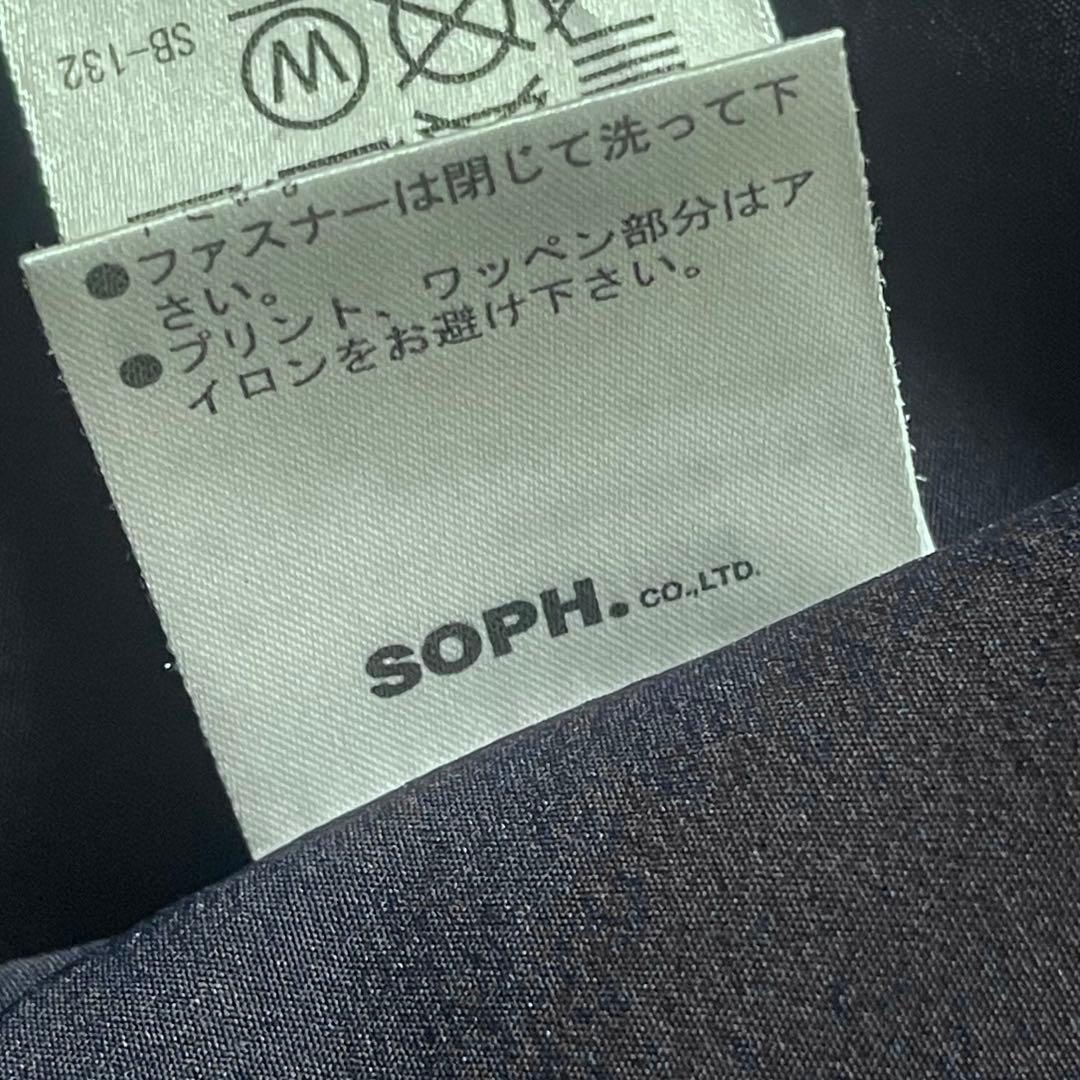 SB-132
W
●ファスナーは閉じて洗って下
さい。
●プリント、ワッペン部分はア
イロンをお避け下さい。
SOPH. CO.,LTD.